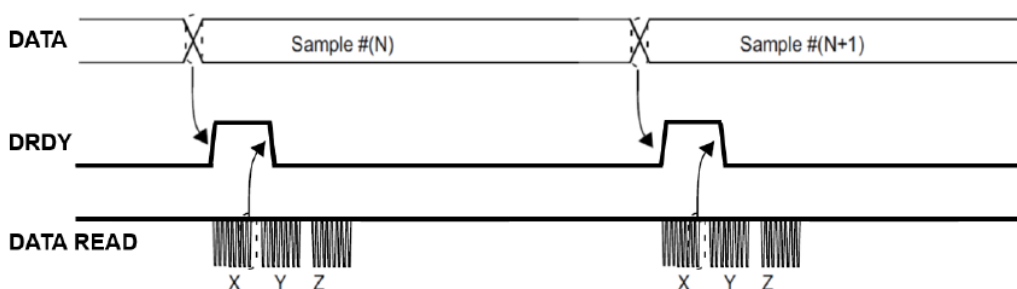 DATA
Sample #(N) Sample #(N+1)
DRDY
DATA READ
X Y Z X Y Z